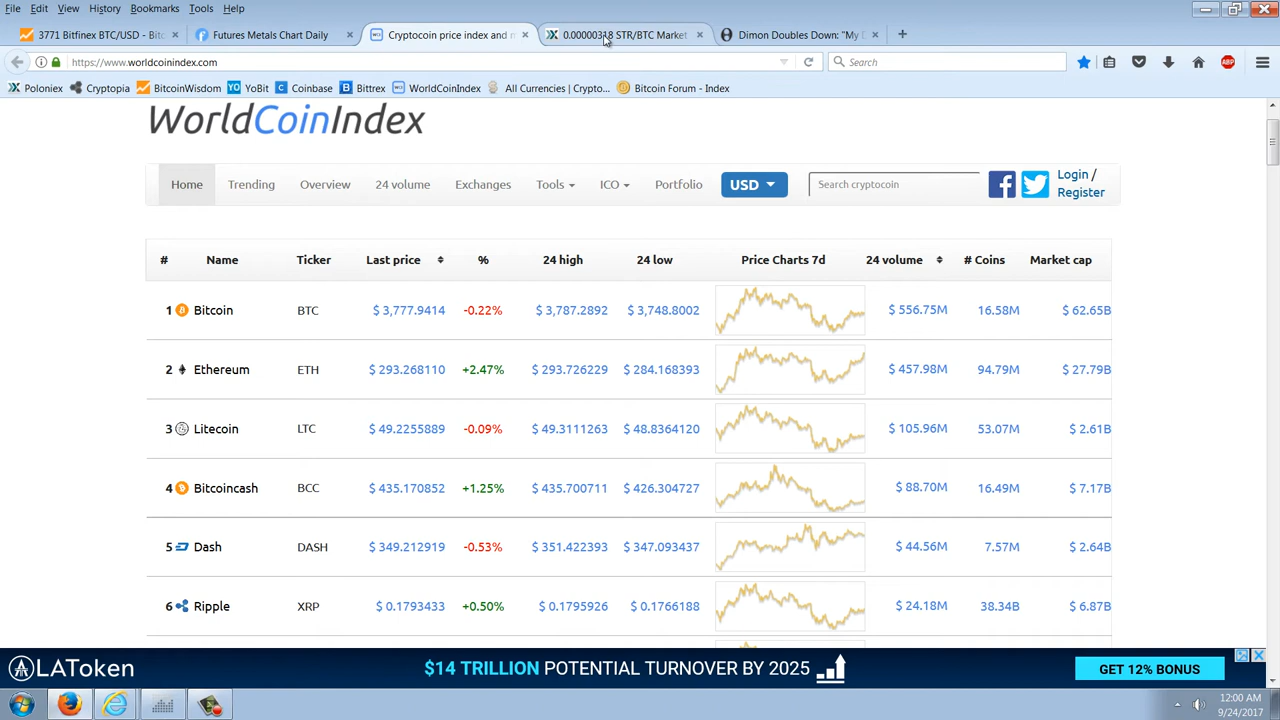 File Edit View History Bookmarks Tools Help
3771 Bitfinex BTC/USD - Bitc
Futures Metals Chart Daily
Cryptocoin price index and m
0.00000318 STR/BTC Market
Dimon Doubles Down: "My D
https://www.worldcoinindex.com
Search
ABP
Poloniex Cryptopia BitcoinWisdom YoBit Coinbase Bittrex WorldCoinIndex All Currencies | Crypto... Bitcoin Forum - Index
WorldCoinIndex
Home Trending Overview 24 volume Exchanges Tools ICO Portfolio USD Search cryptocoin Login / Register
# Name Ticker Last price % 24 high 24 low Price Charts 7d 24 volume # Coins Market cap
1 Bitcoin BTC $ 3,777.9414 -0.22% $ 3,787.2892 $ 3,748.8002 $ 556.75M 16.58M $ 62.65B
2 Ethereum ETH $ 293.268110 +2.47% $ 293.726229 $ 284.168393 $ 457.98M 94.79M $ 27.79B
3 Litecoin LTC $ 49.2255889 -0.09% $ 49.3111263 $ 48.8364120 $ 105.96M 53.07M $ 2.61B
4 Bitcoincash BCC $ 435.170852 +1.25% $ 435.700711 $ 426.304727 $ 88.70M 16.49M $ 7.17B
5 Dash DASH $ 349.212919 -0.53% $ 351.422393 $ 347.093437 $ 44.56M 7.57M $ 2.64B
6 Ripple XRP $ 0.1793433 +0.50% $ 0.1795926 $ 0.1766188 $ 24.18M 38.34B $ 6.87B
LAToken $14 TRILLION POTENTIAL TURNOVER BY 2025 GET 12% BONUS
12:00 AM
9/24/2017